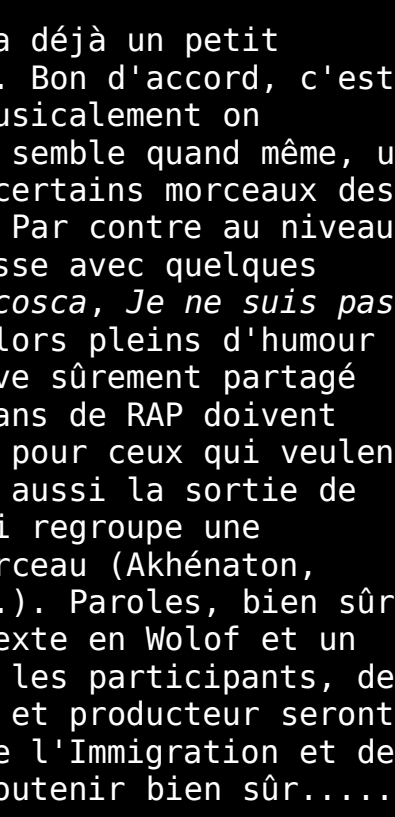 a déjà un petit
. Bon d'accord, c'est
usicalement on
semble quand même, u
certains morceaux des
Par contre au niveau
sse avec quelques
cosca, Je ne suis pas
lors pleins d'humour
ve sûrement partagé
ans de RAP doivent
pour ceux qui veulen
aussi la sortie de
i regroupe une
rceau (Akhénaton,
.). Paroles, bien sûr
exte en Wolof et un
les participants, de
et producteur seront
e l'Immigration et de
outenir bien sûr.....